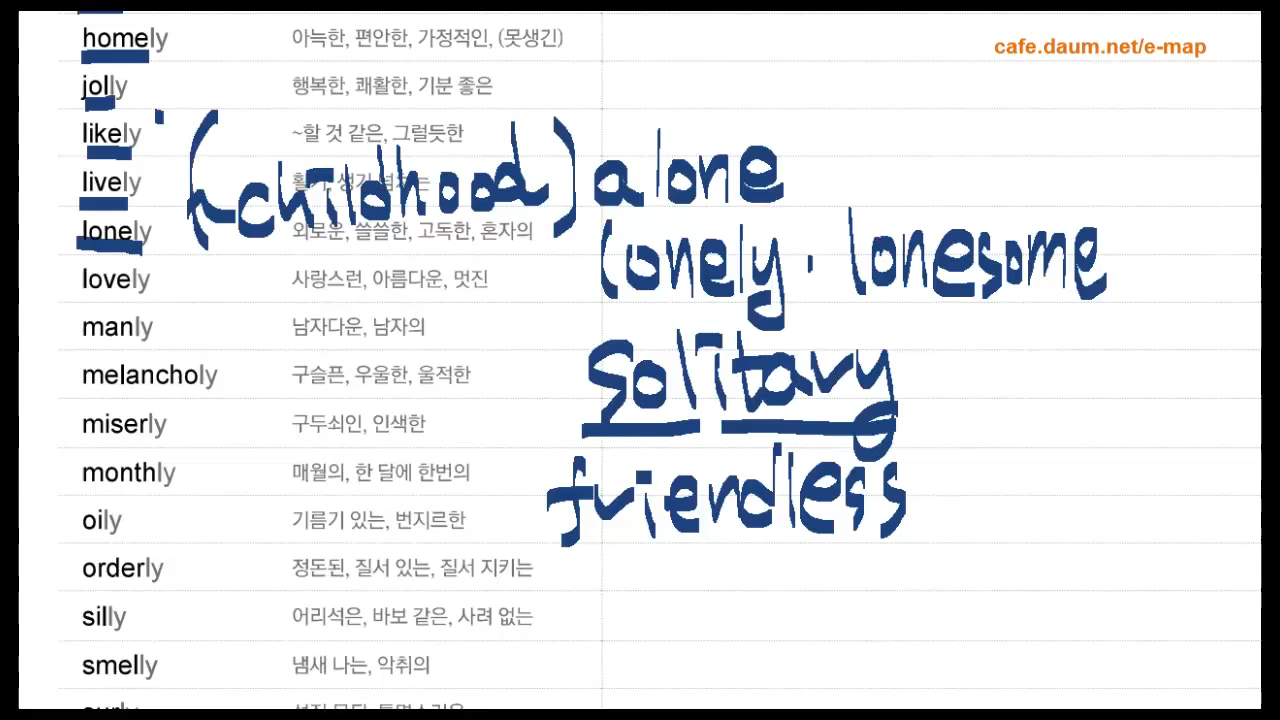 cafe.daum.net/e-map
homely 아늑한, 편안한, 가정적인, (못생긴)
jolly 행복한, 쾌활한, 기분 좋은
likely ~할 것 같은, 그럴듯한
(childhood) alone
lively
lonely 외로운, 쓸쓸한, 고독한, 혼자의
lonely. lonesome
lovely 사랑스런, 아름다운, 멋진
manly 남자다운, 남자의
solitary
melancholy 구슬픈, 우울한, 울적한
miserly 구두쇠인, 인색한
monthly 매월의, 한 달에 한번의
friendless
oily 기름기 있는, 번지르한
orderly 정돈된, 질서 있는, 질서 지키는
silly 어리석은, 바보 같은, 사려 없는
smelly 냄새 나는, 악취의